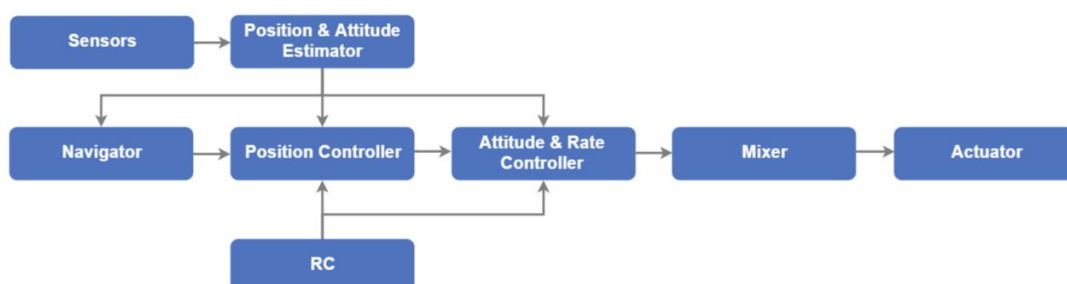 Sensors
Position & Attitude
Estimator
Navigator
Position Controller
Attitude & Rate
Controller
Mixer
Actuator
RC